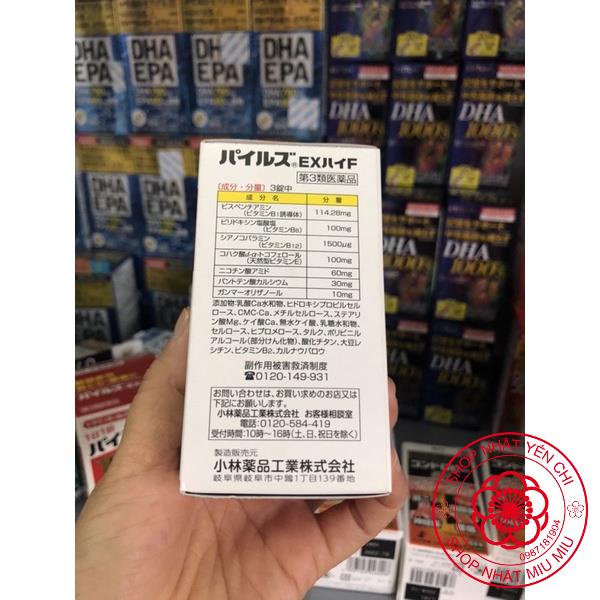 パイルズ® EXハイF
第3類医薬品
(成分・分量) 3錠中
成分名 分量
ビスベンチアミン
(ビタミンB1誘導体) 114.28mg
ピリドキシン塩酸塩
(ビタミンB6) 100mg
シアノコバラミン
(ビタミンB12) 1500μg
コハク酸d-α-トコフェロール
(天然型ビタミンE) 100mg
ニコチン酸アミド 60mg
パントテン酸カルシウム 30mg
ガンマーオリザノール 10mg
添加物:乳酸Ca水和物、ヒドロキシプロピルセル
ロース、CMC-Ca、メチルセルロース、ステアリ
ン酸Mg、ケイ酸Ca、無水ケイ酸、乳糖水和物、
セルロース、ヒプロメロース、タルク、ポリビニル
アルコール(部分けん化物)、酸化チタン、大豆レ
シチン、ビタミンB2、カルナウバロウ
副作用被害救済制度
☎0120-149-931
お問い合わせは、お買い求めのお店又は
下記にお願いします。
小林薬品工業株式会社 お客様相談室
電話:0120-584-419
受付時間:10時~16時(土、日、祝日を除く)
製造販売元
小林薬品工業株式会社
岐阜県岐阜市中鶉1丁目139番地
DHA
EPA
DHA
EPA
DHA
EPA
DHA
1000
DHA
1000
SHOP NHẬT YÊN CHI
0987181904
SHOP NHẬT MIU MIU